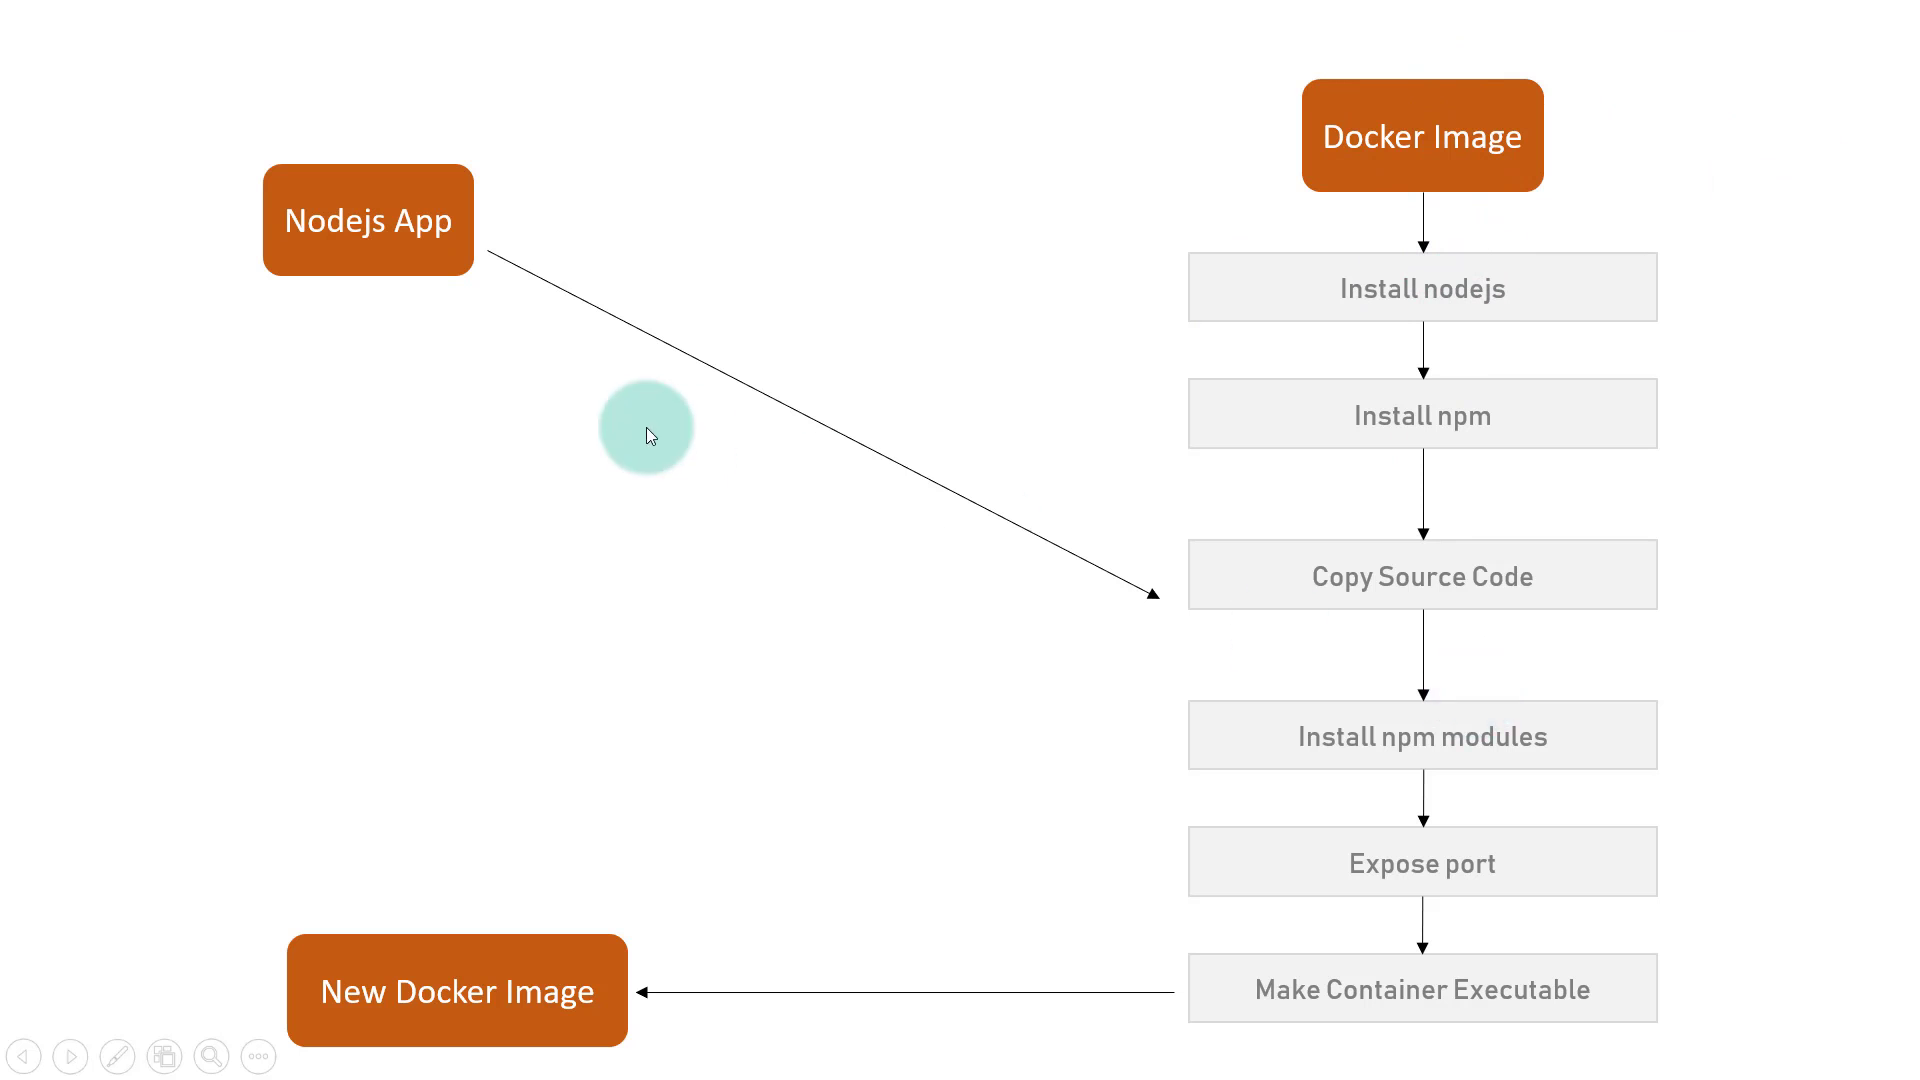 Docker Image
Nodejs App
Install nodejs
Install npm
Copy Source Code
Install npm modules
Expose port
Make Container Executable
New Docker Image